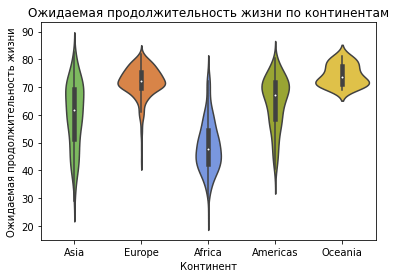 Ожидаемая продолжительность жизни по континентам
Ожидаемая продолжительность жизни
90
80
70
60
50
40
30
20
Asia Europe Africa Americas Oceania
Континент